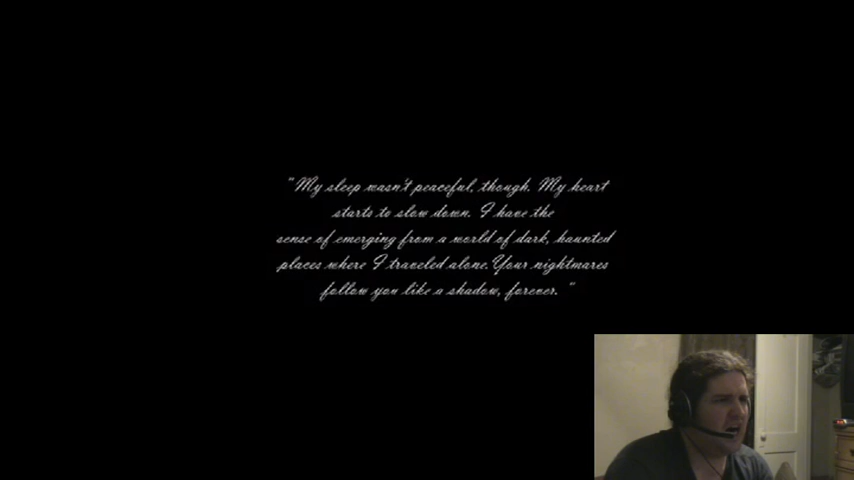 "My sleep wasn't peaceful, though. My heart
starts to slow down. I have the
sense of emerging from a world of dark, haunted
places where I traveled alone.Your nightmares
follow you like a shadow, forever. "